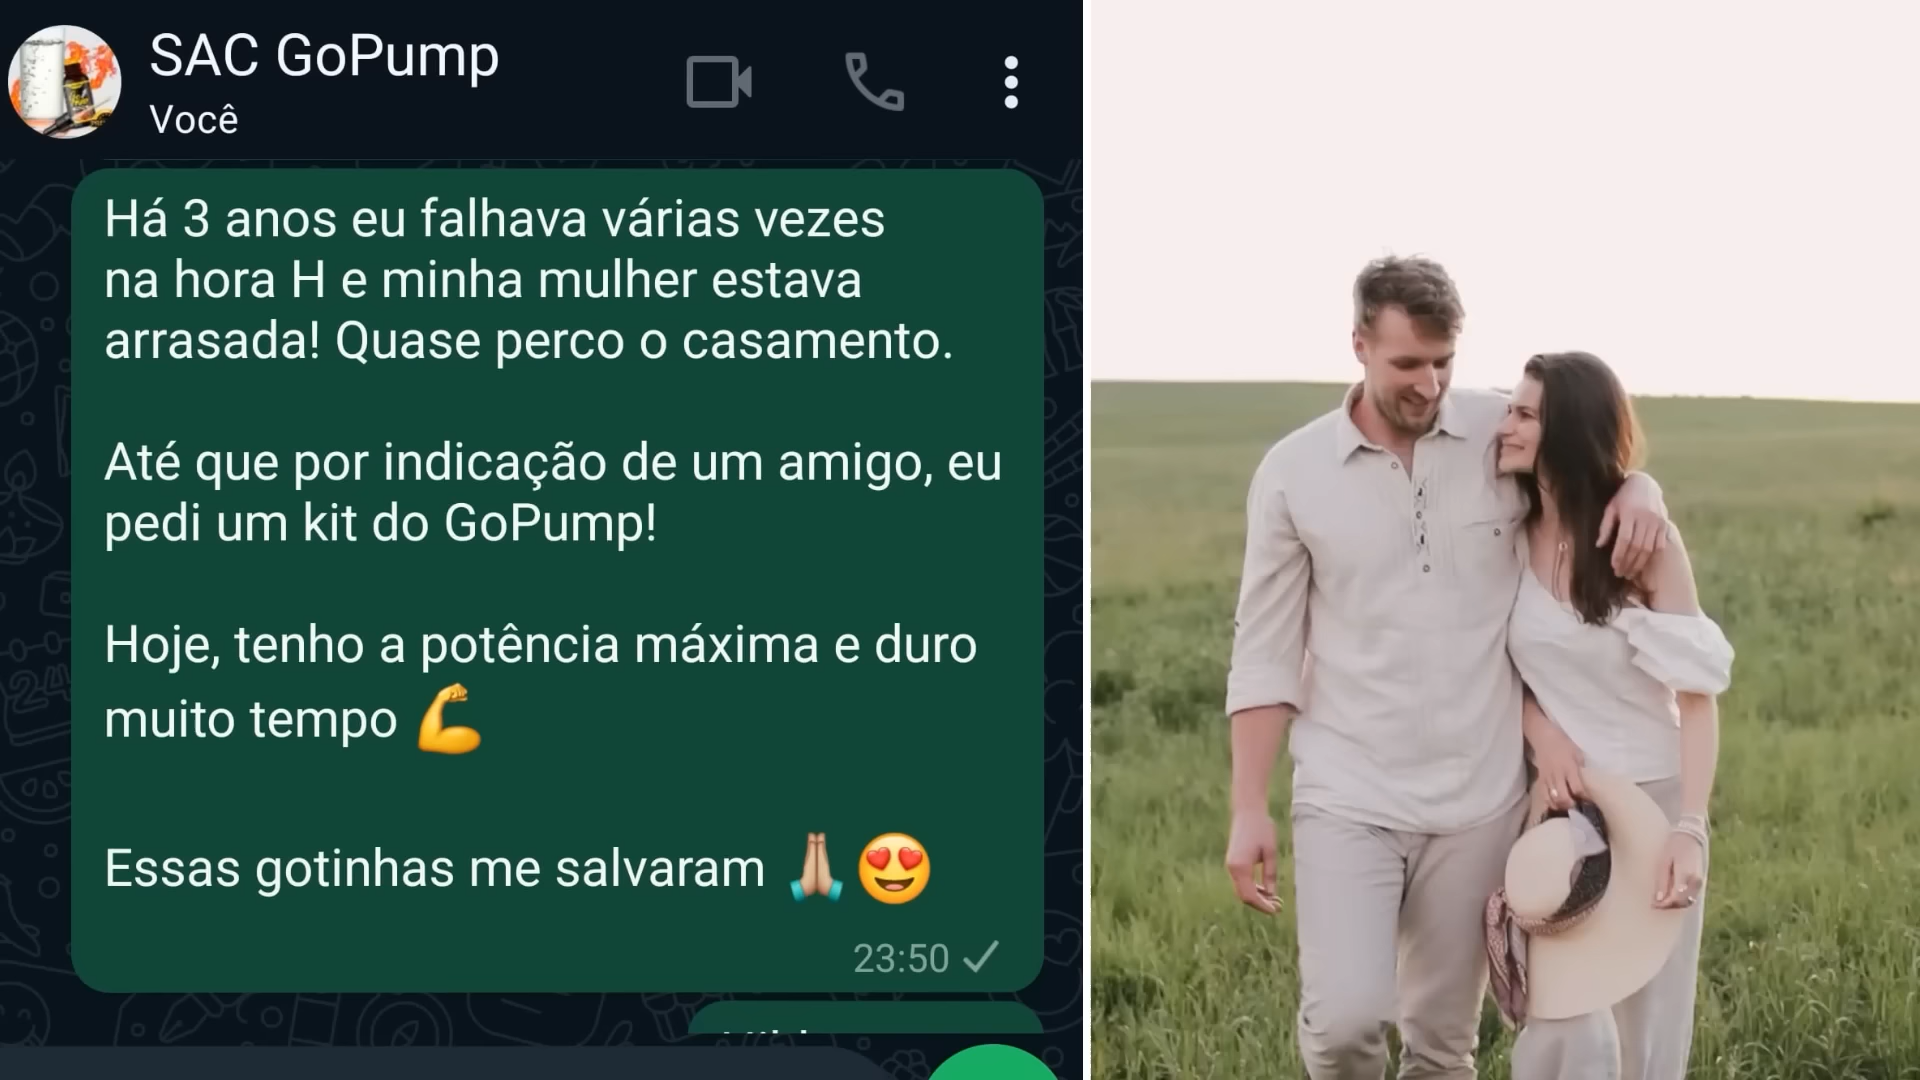 SAC GoPump
Você
Há 3 anos eu falhava várias vezes
na hora H e minha mulher estava
arrasada! Quase perco o casamento.
Até que por indicação de um amigo, eu
pedi um kit do GoPump!
Hoje, tenho a potência máxima e duro
muito tempo 💪
Essas gotinhas me salvaram 🙏😍
23:50